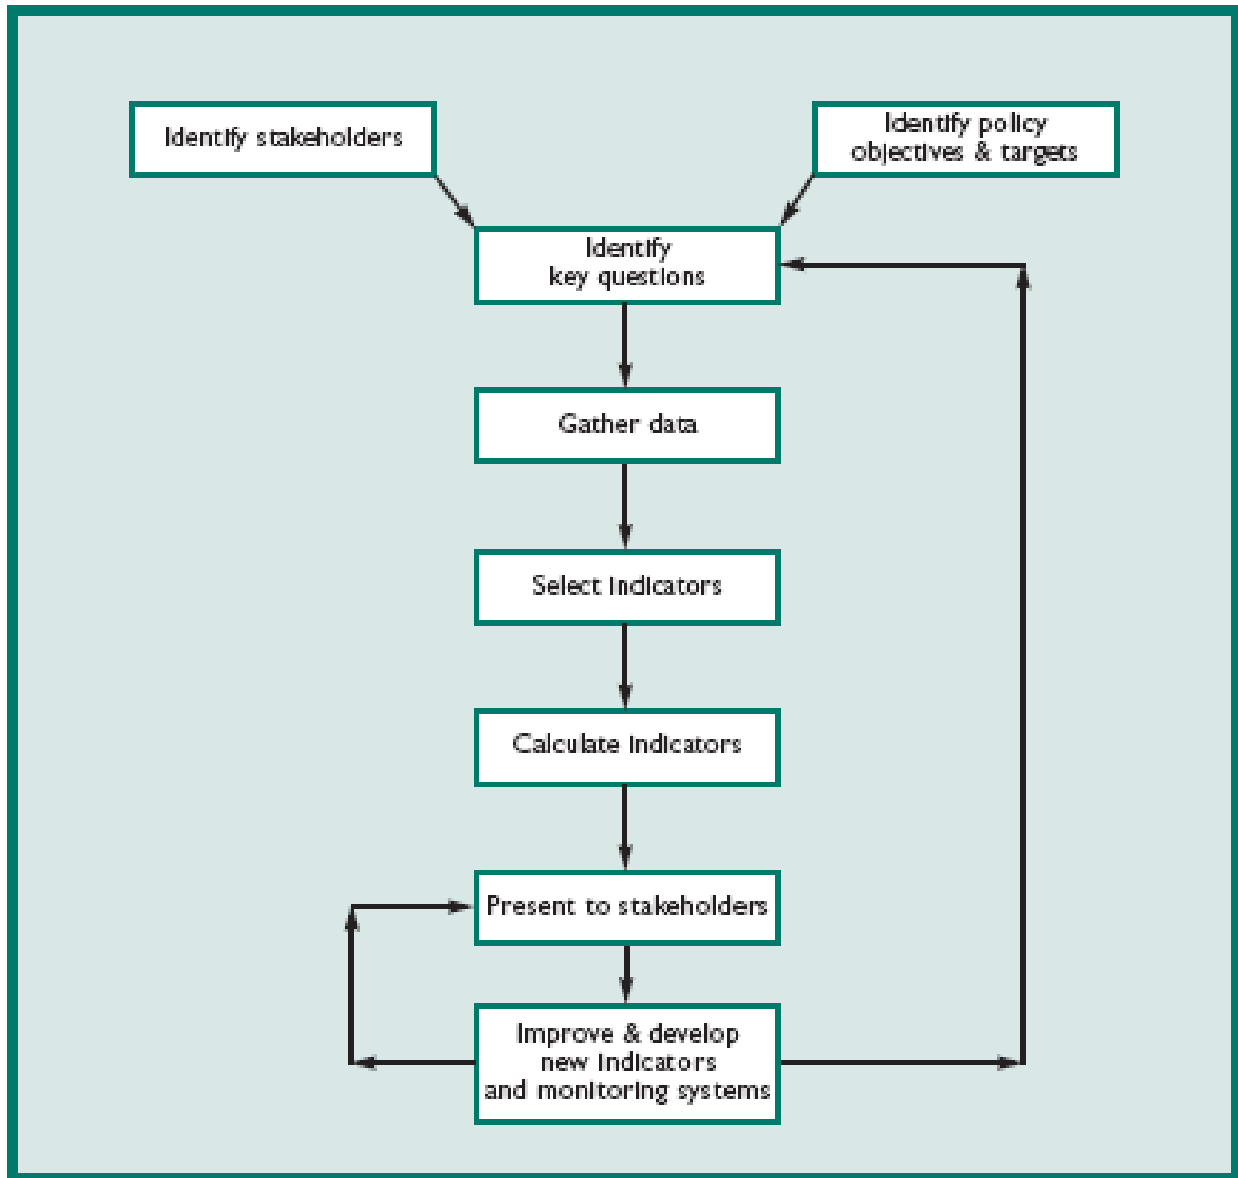 Identify stakeholders
Identify policy
objectives & targets
Identify
key questions
Gather data
Select indicators
Calculate indicators
Present to stakeholders
Improve & develop
new indicators
and monitoring systems